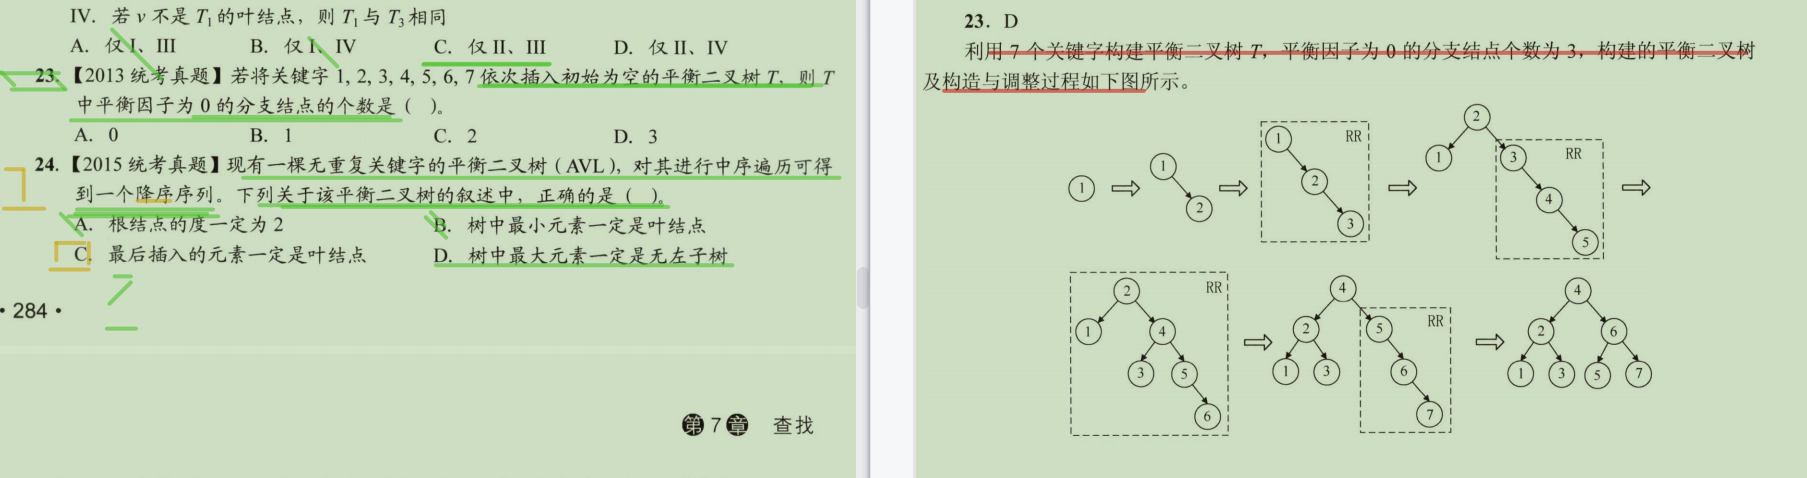 IV. 若 v 不是 T₁ 的叶结点，则 T₁ 与 T₃ 相同
A. 仅 I、III B. 仅 I、IV C. 仅 II、III D. 仅 II、IV
23. 【2013 统考真题】若将关键字 1, 2, 3, 4, 5, 6, 7 依次插入初始为空的平衡二叉树 T，则 T
中平衡因子为 0 的分支结点的个数是（ ）。
A. 0 B. 1 C. 2 D. 3
24. 【2015 统考真题】现有一棵无重复关键字的平衡二叉树（AVL），对其进行中序遍历可得
到一个降序序列。下列关于该平衡二叉树的叙述中，正确的是（ ）。
A. 根结点的度一定为 2 B. 树中最小元素一定是叶结点
C. 最后插入的元素一定是叶结点 D. 树中最大元素一定是无左子树
· 284 ·
第 7 章 查找
23. D
利用 7 个关键字构建平衡二叉树 T，平衡因子为 0 的分支结点个数为 3，构建的平衡二叉树
及构造与调整过程如下图所示。
1
1
2
RR
1
2
3
RR
2
1
3
4
5
RR
2
1
4
3
5
6
RR
4
2
5
1
3
6
7
4
2
6
1
3
5
7